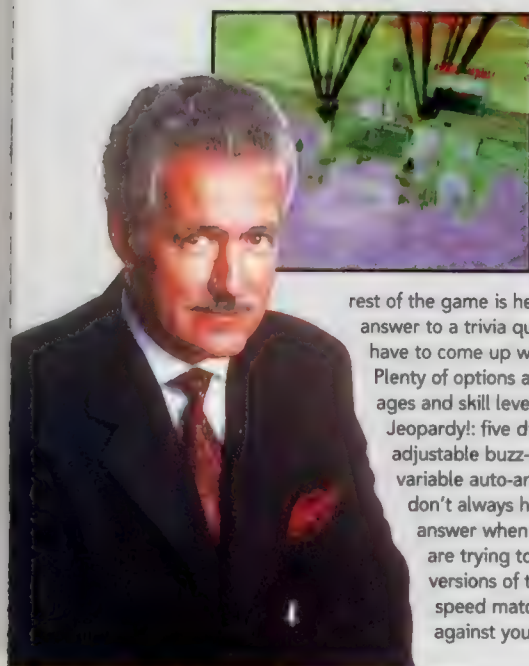 rest of the game is he
answer to a trivia qu
have to come up w
Plenty of options a
ages and skill leve
Jeopardy!: five d
adjustable buzz-
variable auto-ar
don't always h
answer when
are trying to
versions of t
speed matc
against you